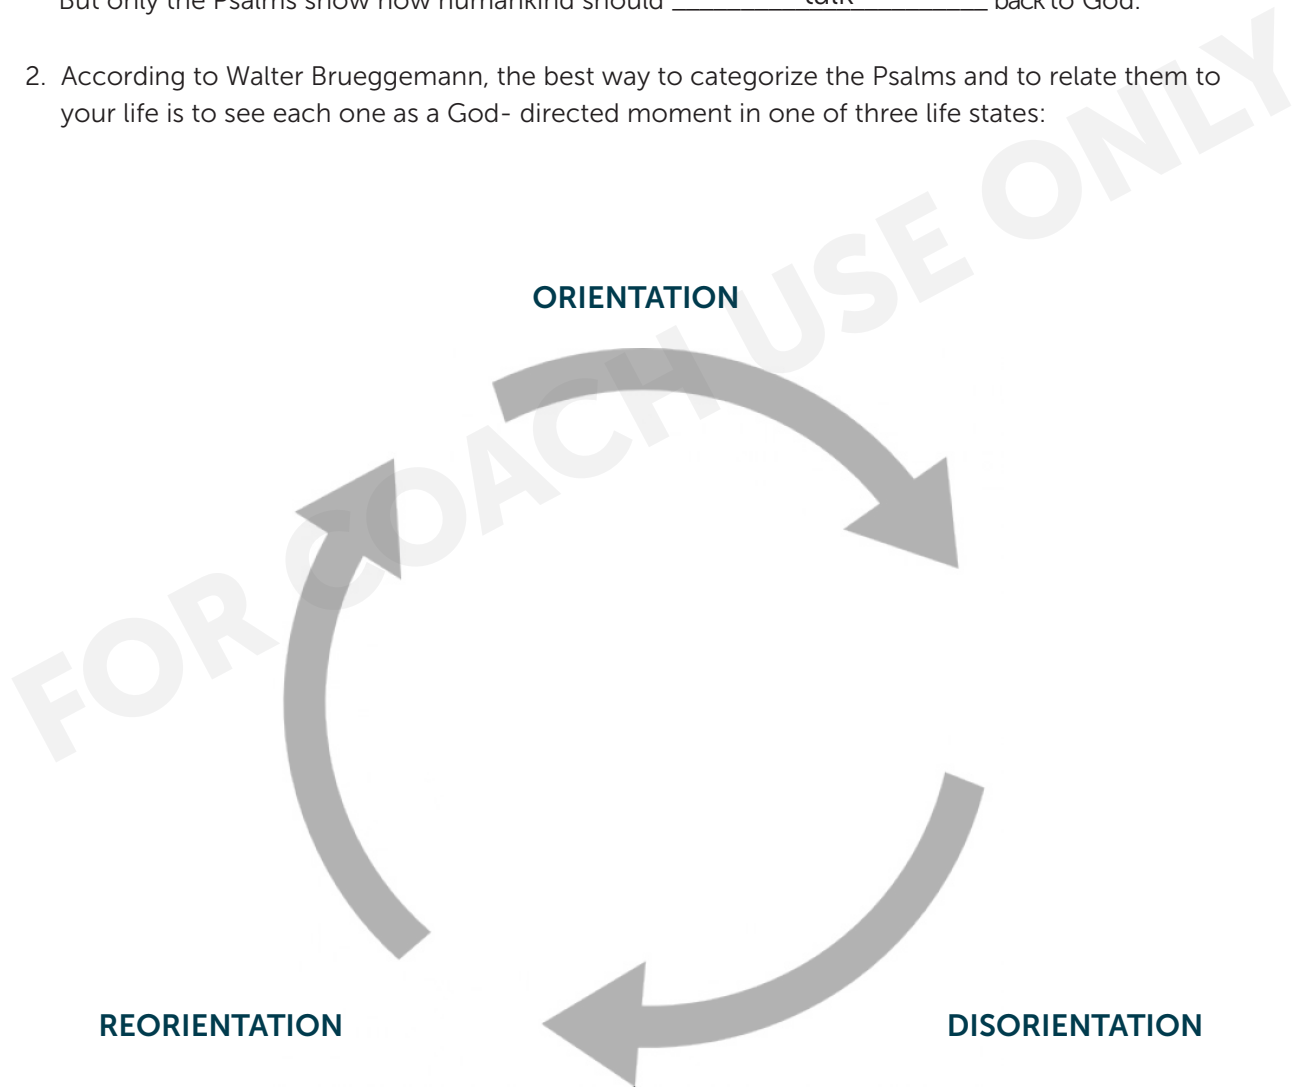 But only the Psalms show how humankind should talk back to God.
2. According to Walter Brueggemann, the best way to categorize the Psalms and to relate them to
your life is to see each one as a God- directed moment in one of three life states:
FOR COACH USE ONLY
ORIENTATION
REORIENTATION
DISORIENTATION